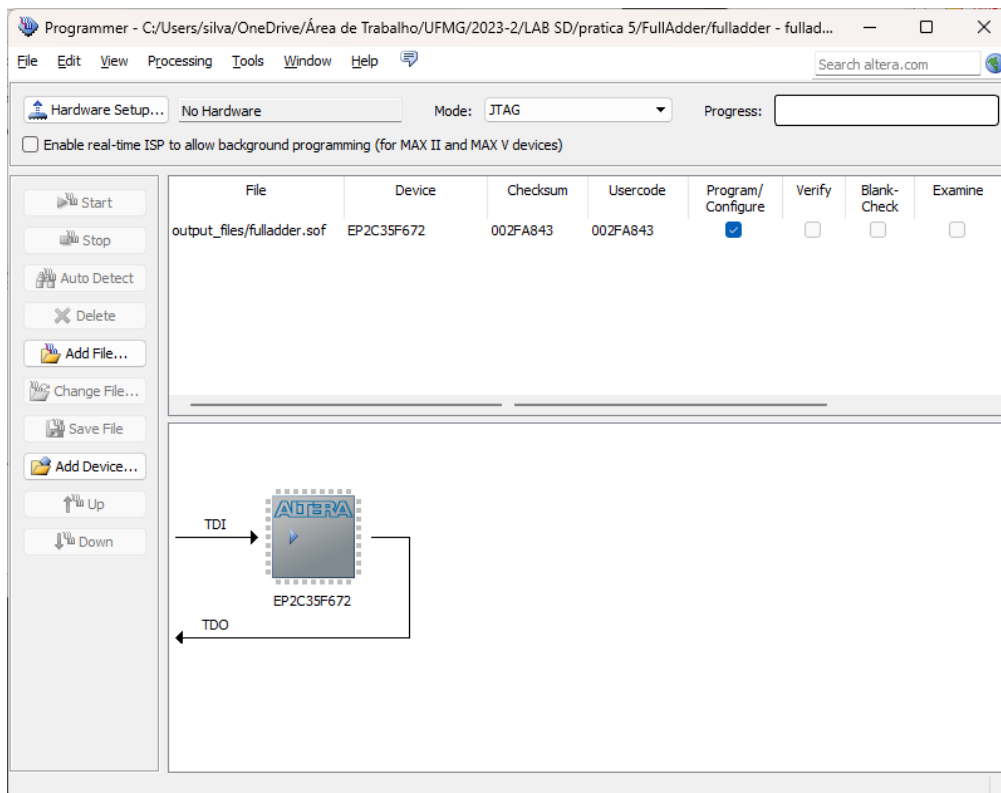 Programmer - C:/Users/silva/OneDrive/Área de Trabalho/UFMG/2023-2/LAB SD/pratica 5/FullAdder/fulladder - fullad...
File Edit View Processing Tools Window Help Search altera.com
Hardware Setup... No Hardware Mode: JTAG Progress:
Enable real-time ISP to allow background programming (for MAX II and MAX V devices)
Start
Stop
Auto Detect
Delete
Add File...
Change File...
Save File
Add Device...
Up
Down
File Device Checksum Usercode Program/ Verify Blank- Examine
Configure Check
output_files/fulladder.sof EP2C35F672 002FA843 002FA843
ALTERA
TDI
EP2C35F672
TDO